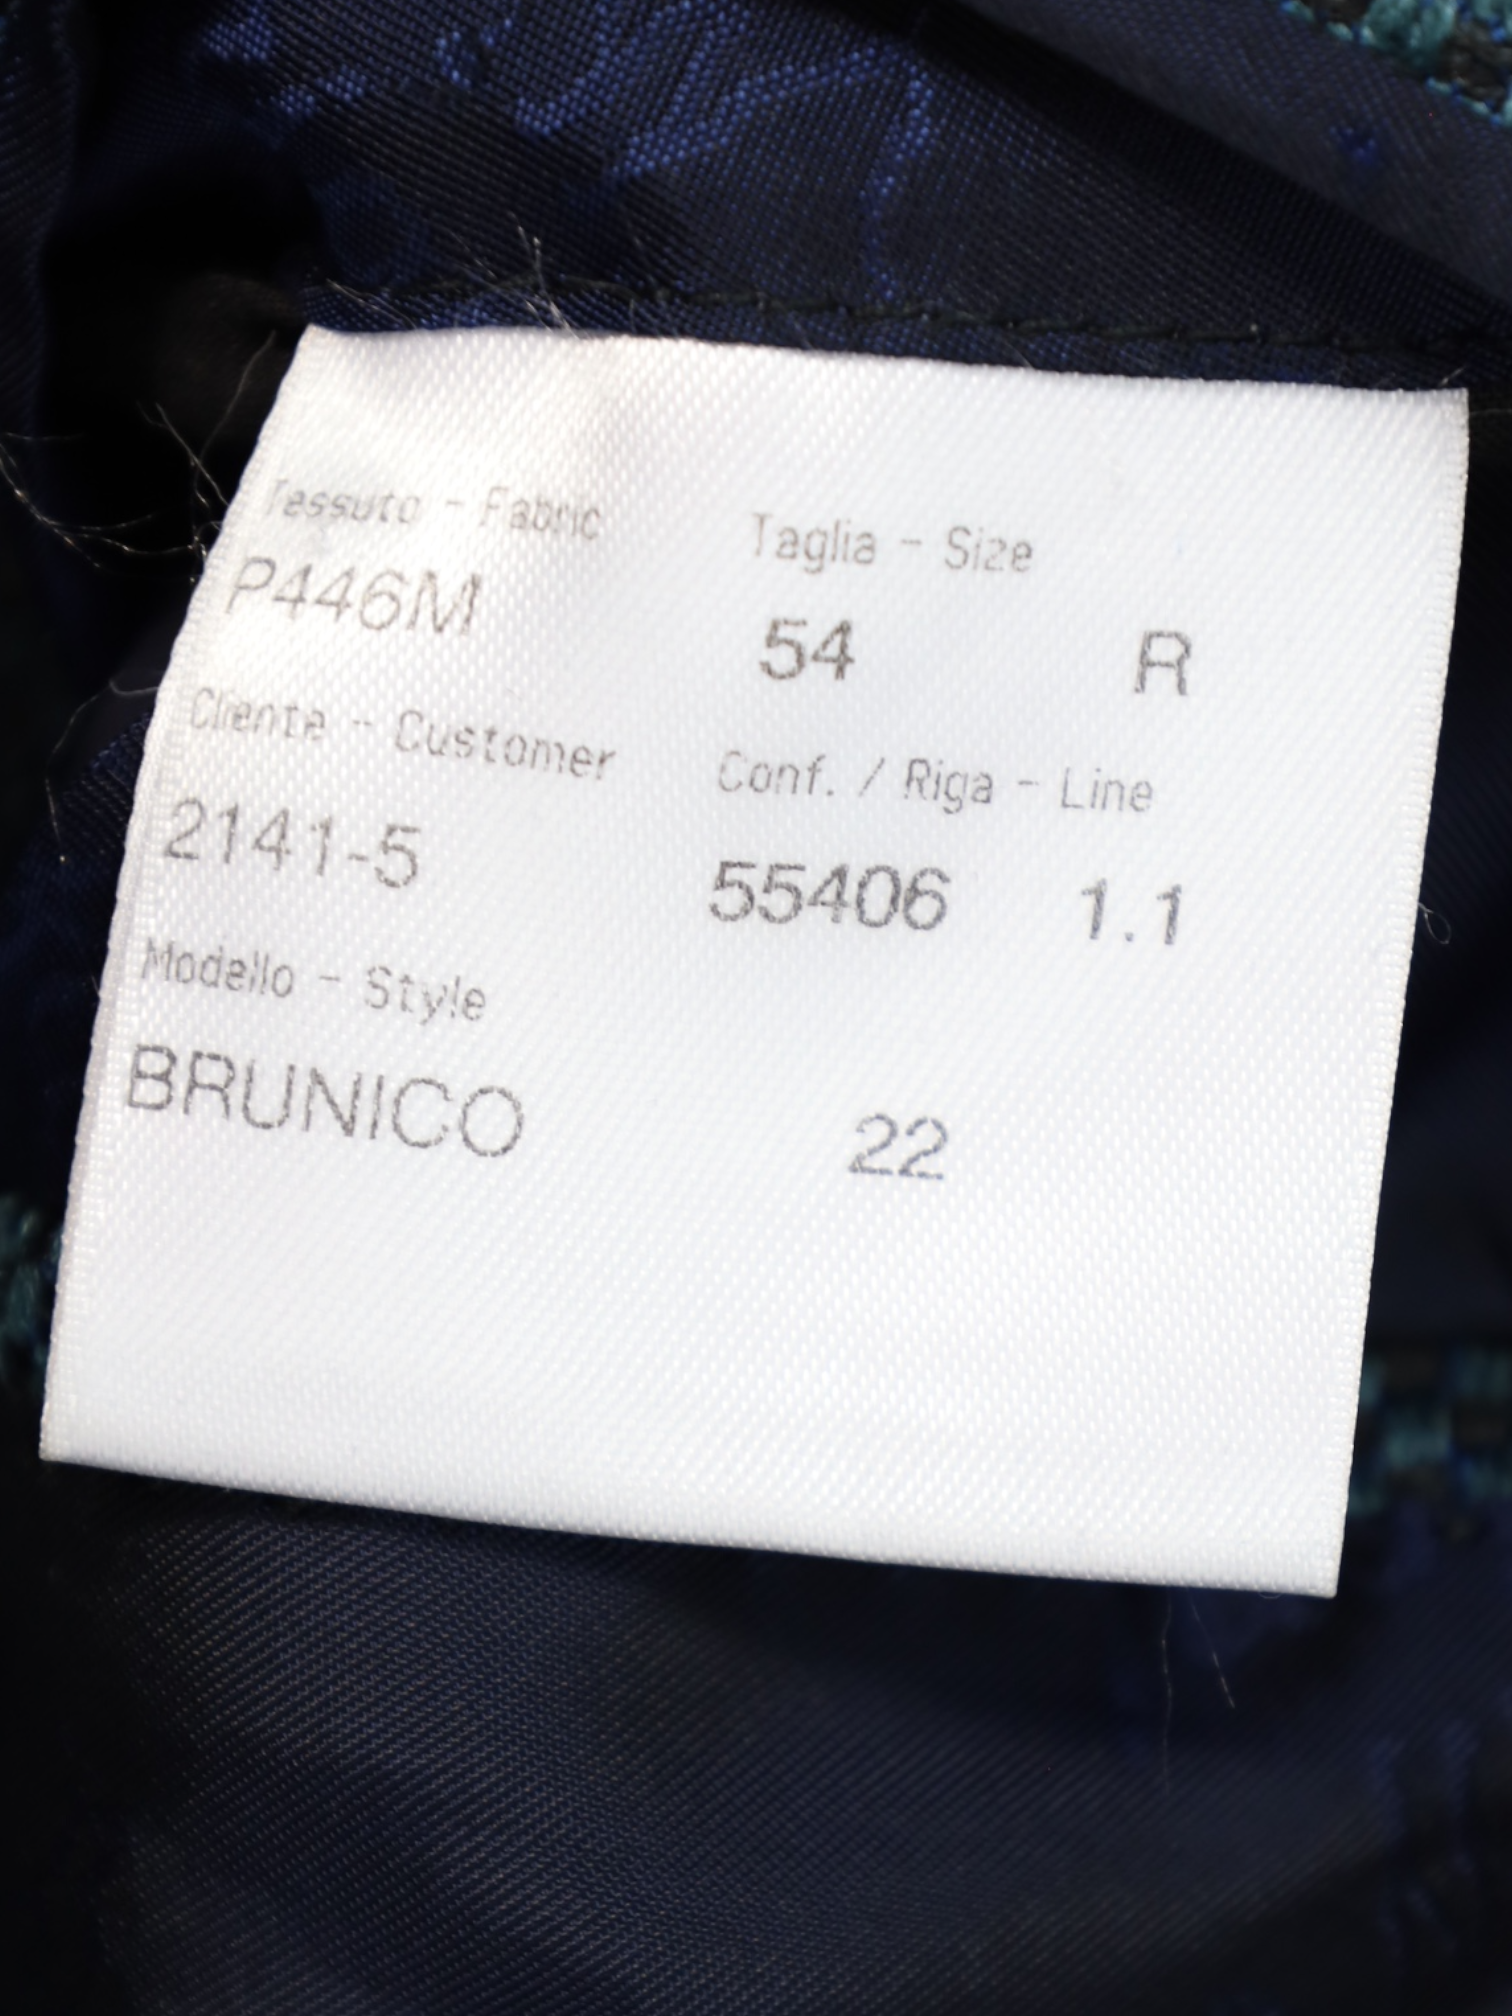 Tessuto - Fabric Taglia - Size
P446M 54 R
Cliente - Customer Conf. / Riga - Line
2141-5 55406 1.1
Modello - Style
BRUNICO 22